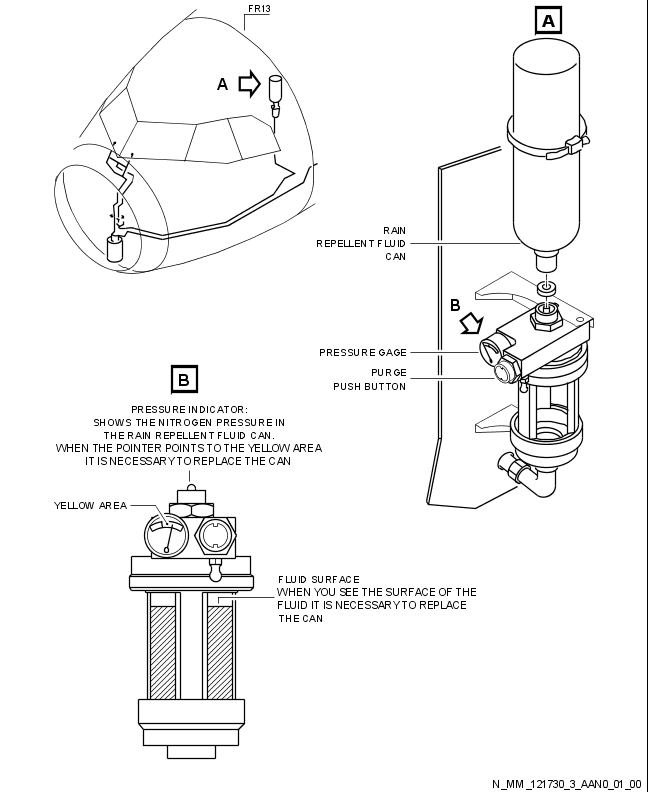 FR13
A
A
RAIN
REPELLENT FLUID
CAN
B
PRESSURE GAGE
PURGE
PUSH BUTTON
B
PRESSURE INDICATOR:
SHOWS THE NITROGEN PRESSURE IN
THE RAIN REPELLENT FLUID CAN.
WHEN THE POINTER POINTS TO THE YELLOW AREA
IT IS NECESSARY TO REPLACE THE CAN
YELLOW AREA
FLUID SURFACE
WHEN YOU SEE THE SURFACE OF THE
FLUID IT IS NECESSARY TO REPLACE
THE CAN
N_MM_121730_3_AAN0_01_00